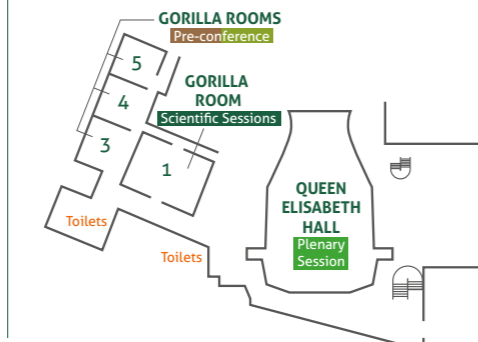 GORILLA ROOMS
Pre-conference
5
GORILLA
ROOM
4
Scientific Sessions
3
1
QUEEN
ELISABETH
HALL
Plenary
Session
Toilets
Toilets